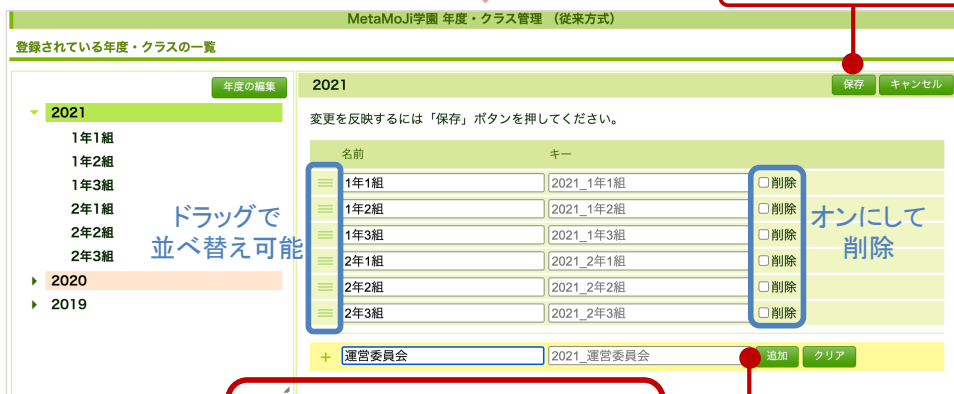 MetaMoJi学園 年度・クラス管理 （従来方式）
登録されている年度・クラスの一覧
年度の編集
2021
1年1組
1年2組
1年3組
2年1組
2年2組
2年3組
2020
2019
ドラッグで
並べ替え可能
2021
保存 キャンセル
変更を反映するには「保存」ボタンを押してください。
名前 キー
1年1組 2021_1年1組 削除
1年2組 2021_1年2組 削除
1年3組 2021_1年3組 削除
2年1組 2021_2年1組 削除
2年2組 2021_2年2組 削除
2年3組 2021_2年3組 削除
オンにして
削除
+ 運営委員会 2021_運営委員会 追加 クリア